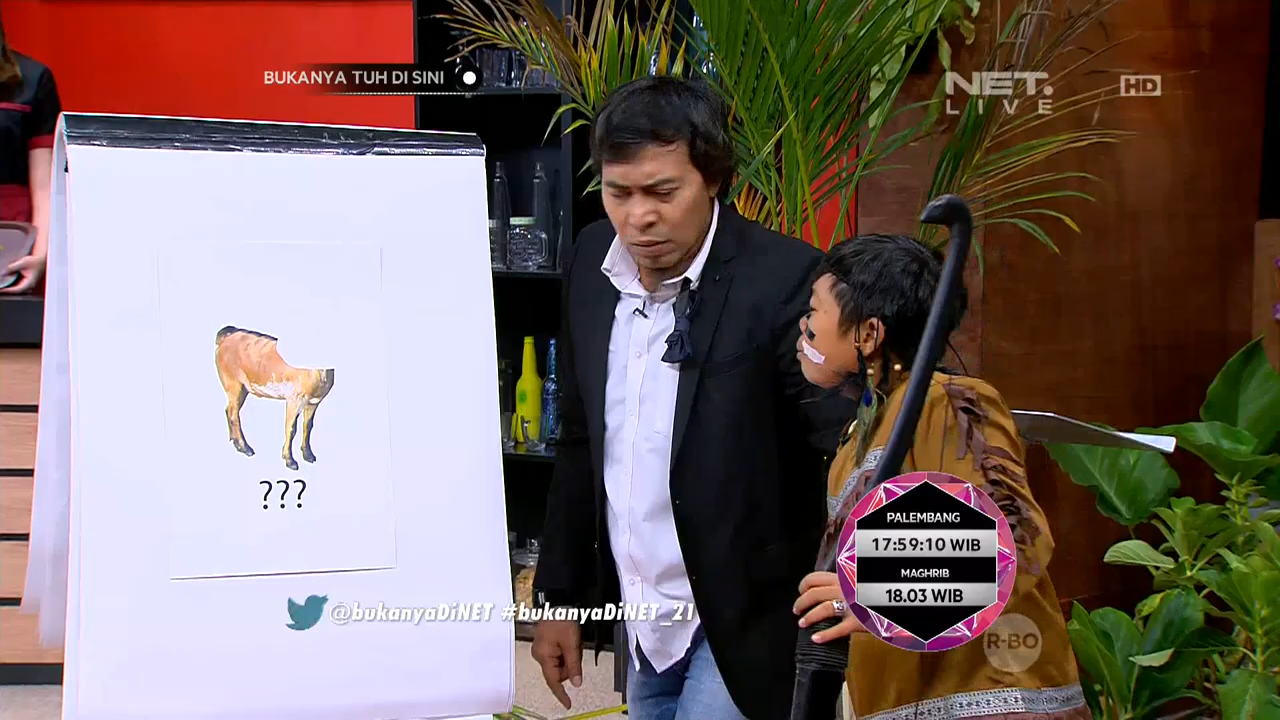 BUKANYA TUH DI SINI
NET.
LIVE
HD
???
PALEMBANG
17:59:10 WIB
MAGHRIB
18.03 WIB
@bukanyaDiNET #bukanyaDiNET_21
R-BO